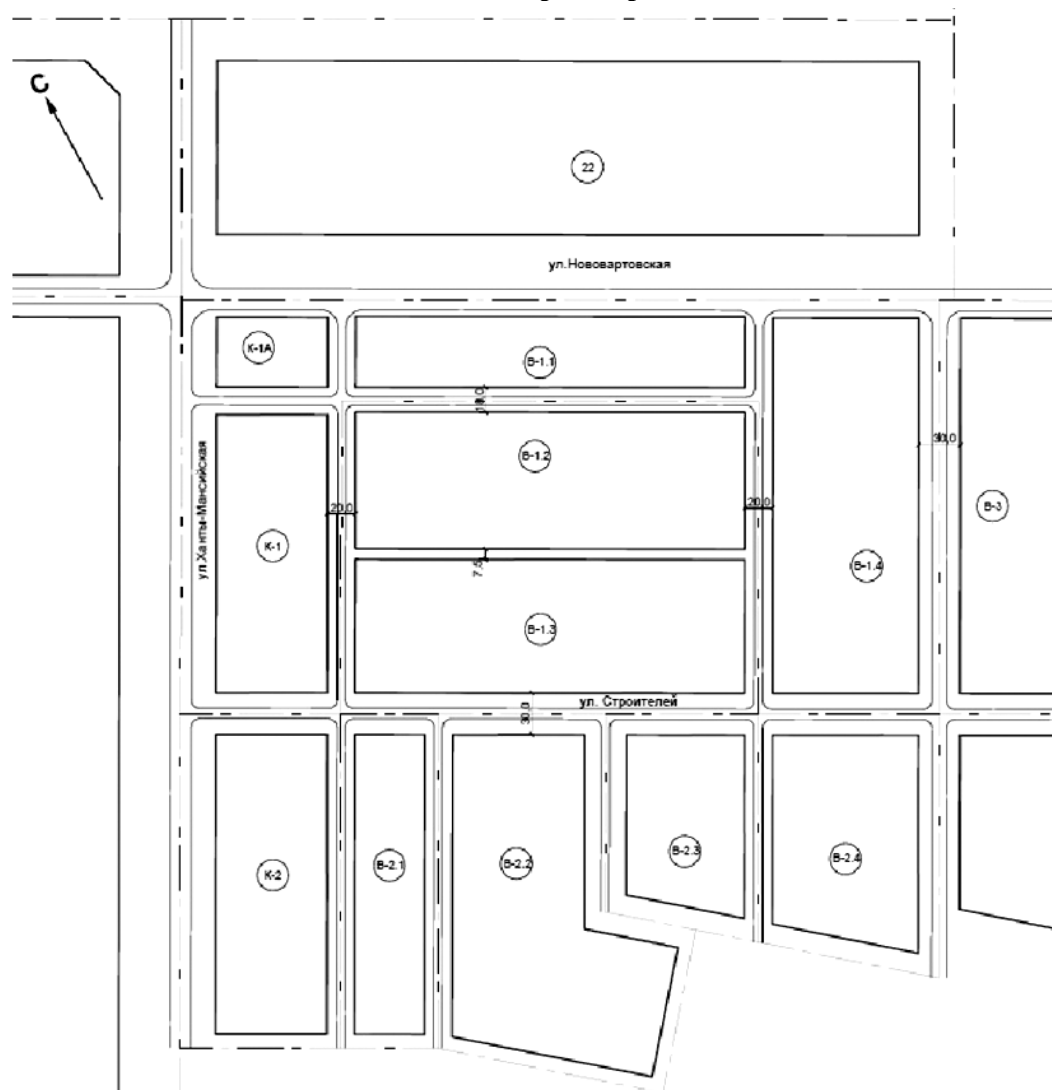 С
22
ул.Нововартовская
К-1А
В-1.1
18,0
В-1.2
30,0
ул.Ханты-Мансийская
20,0
20,0
В-3
К-1
7,5
В-1.4
В-1.3
ул. Строителей
30,0
К-2
В-2.1
В-2.2
В-2.3
В-2.4